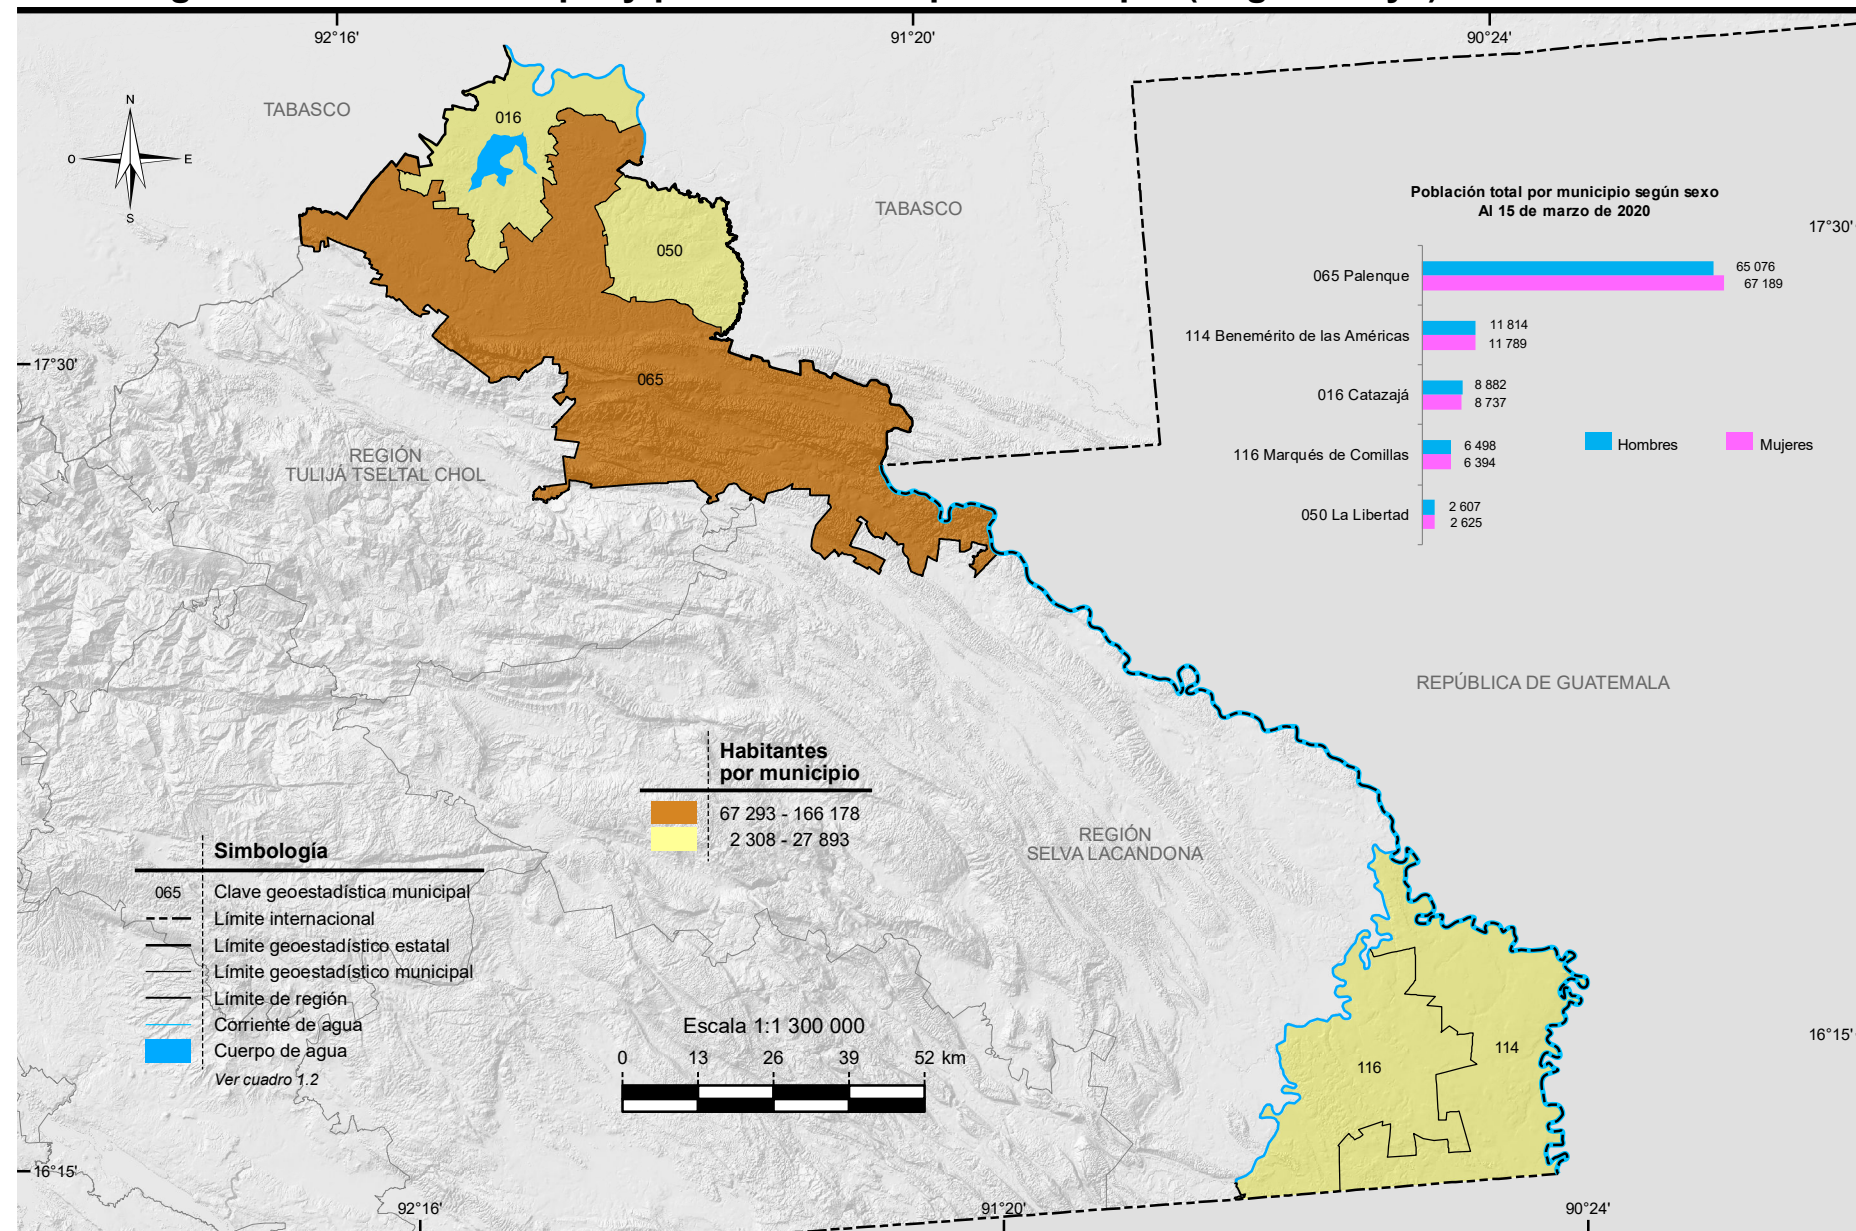 92°16'
91°20'
90°24'
TABASCO
N
O
E
S
016
TABASCO
050
17°30'
065
REGIÓN
TULIJÁ TSELTAL CHOL
Población total por municipio según sexo
Al 15 de marzo de 2020
17°30'
065 Palenque
65 076
67 189
114 Benemérito de las Américas
11 814
11 789
016 Catazajá
8 882
8 737
116 Marqués de Comillas
6 498
6 394
050 La Libertad
2 607
2 625
Hombres
Mujeres
REPÚBLICA DE GUATEMALA
Habitantes
por municipio
67 293 - 166 178
2 308 - 27 893
REGIÓN
SELVA LACANDONA
Simbología
065 Clave geoestadística municipal
Límite internacional
Límite geoestadístico estatal
Límite geoestadístico municipal
Límite de región
Corriente de agua
Cuerpo de agua
Ver cuadro 1.2
Escala 1:1 300 000
0 13 26 39 52 km
116
114
16°15'
16°15'
92°16'
91°20'
90°24'